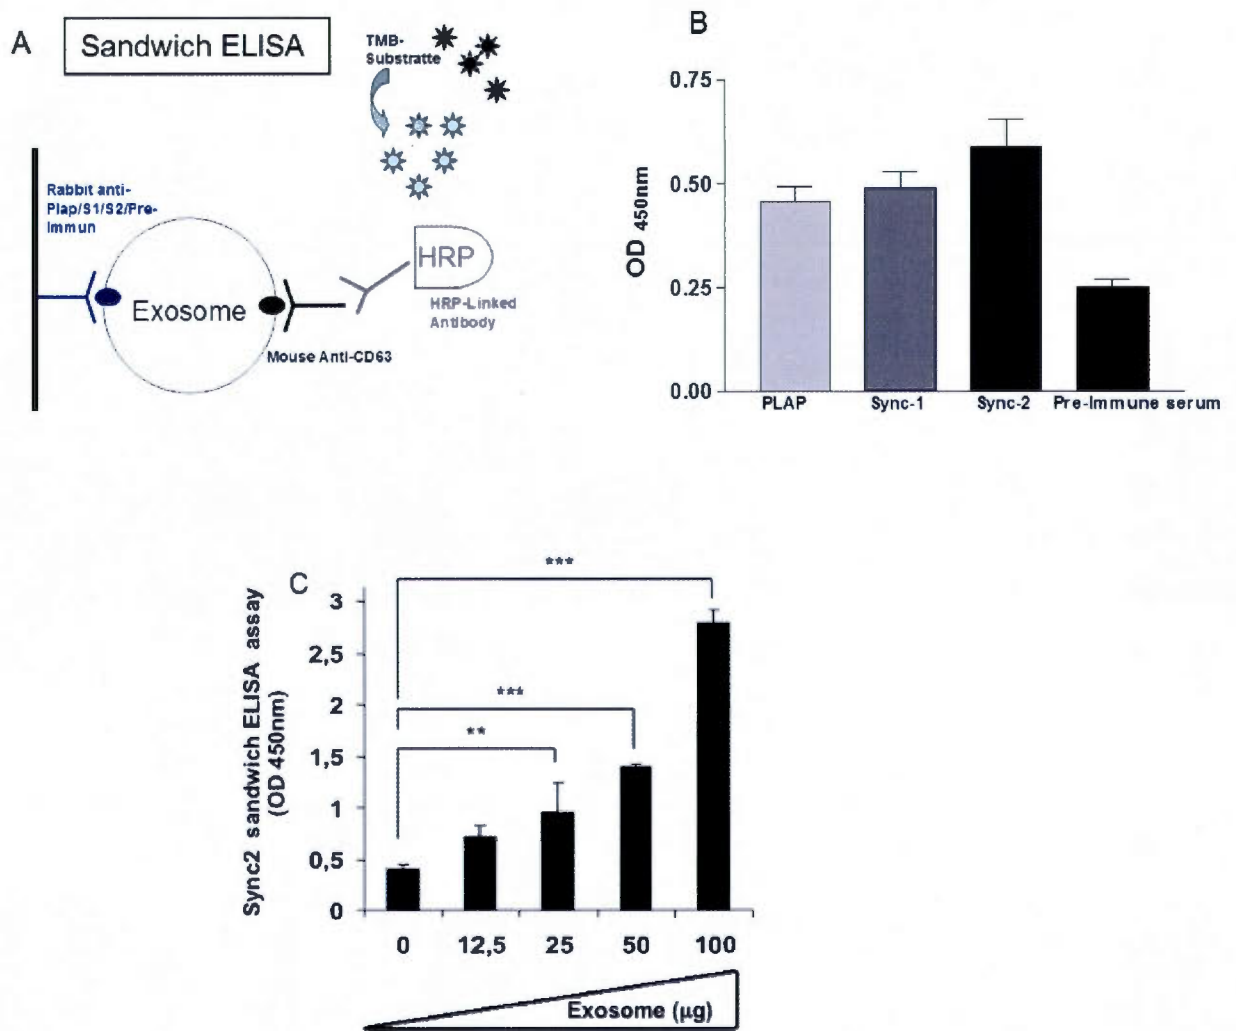 A
Sandwich ELISA
TMB-
Substratte
Rabbit anti-
Plap/S1/S2/Pre-
Immun
Exosome
Mouse Anti-CD63
HRP
HRP-Linked
Antibody
B
OD 450nm
0.75
0.50
0.25
0.00
PLAP Sync-1 Sync-2 Pre-Immune serum
C
Sync2 sandwich ELISA assay
(OD 450nm)
3
2,5
2
1,5
1
0,5
0
***
***
**
0 12,5 25 50 100
Exosome (µg)